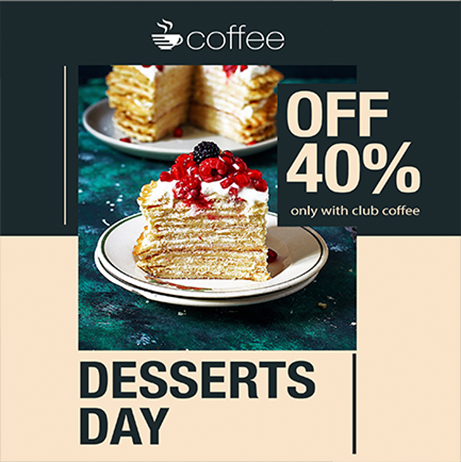 coffee
OFF
40%
only with club coffee
DESSERTS
DAY